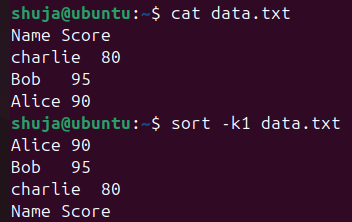 shuja@ubuntu:~$ cat data.txt
Name Score
charlie  80
Bob   95
Alice 90
shuja@ubuntu:~$ sort -k1 data.txt
Alice 90
Bob   95
charlie  80
Name Score